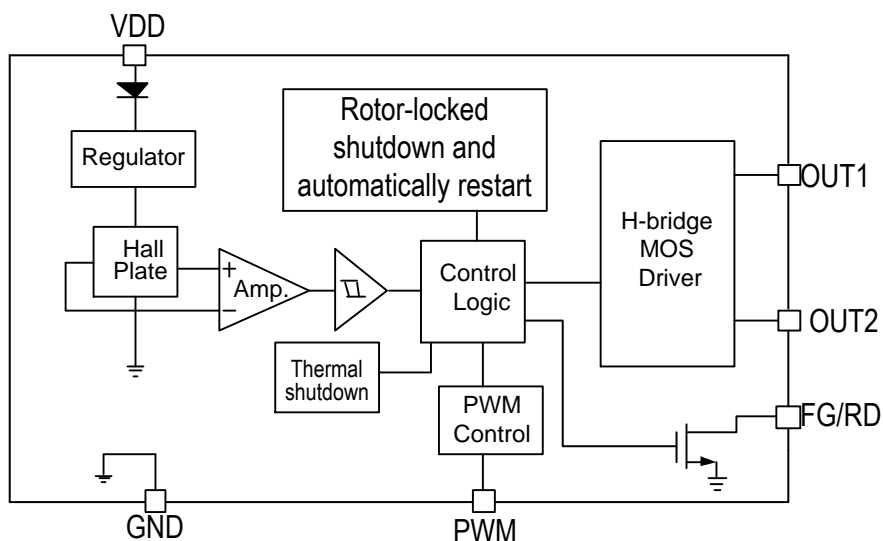 VDD
Regulator
Rotor-locked
shutdown and
automatically restart
Hall
Plate
+
Amp.
−
Control
Logic
H-bridge
MOS
Driver
OUT1
OUT2
Thermal
shutdown
PWM
Control
FG/RD
GND
PWM